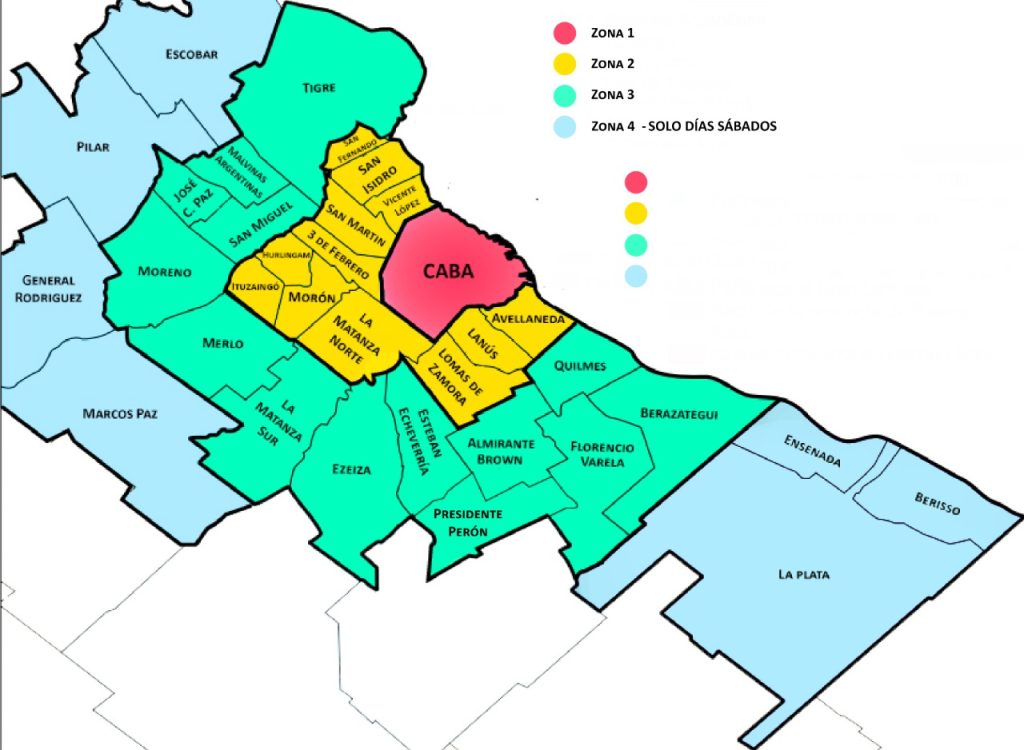 ZONA 1
ZONA 2
ZONA 3
ZONA 4 - SOLO DÍAS SÁBADOS
ESCOBAR
TIGRE
PILAR
SAN
FERNANDO
SAN
ISIDRO
VICENTE
LÓPEZ
MALVINAS
ARGENTINAS
JOSÉ
C. PAZ
SAN MIGUEL
SAN MARTIN
3 DE FEBRERO
HURLINGAM
CABA
MORENO
ITUZAINGÓ
MORÓN
GENERAL
RODRIGUEZ
LA
MATANZA
NORTE
AVELLANEDA
LANÚS
MERLO
LOMAS DE
ZAMORA
QUILMES
MARCOS PAZ
LA
MATANZA
SUR
ESTEBAN
ECHEVERRÍA
BERAZATEGUI
ALMIRANTE
BROWN
FLORENCIO
VARELA
ENSENADA
EZEIZA
BERISSO
PRESIDENTE
PERÓN
LA PLATA